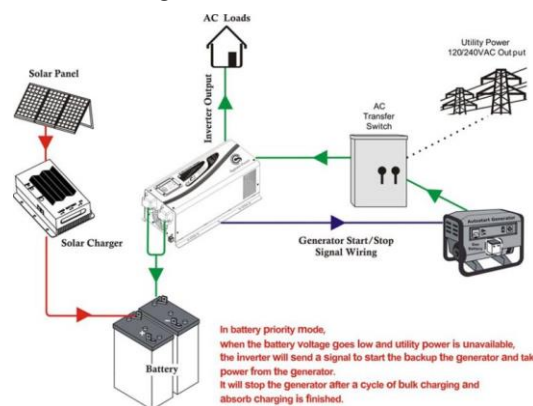 AC Loads
Utility Power
120/240VAC Output
Solar Panel
Inverter Output
AC
Transfer
Switch
Solar Charger
Generator Start/Stop
Signal Wiring
Autostart Generator
Battery
In battery priority mode,
when the battery voltage goes low and utility power is unavailable,
the inverter will send a signal to start the backup the generator and tak
power from the generator.
It will stop the generator after a cycle of bulk charging and
absorb charging is finished.